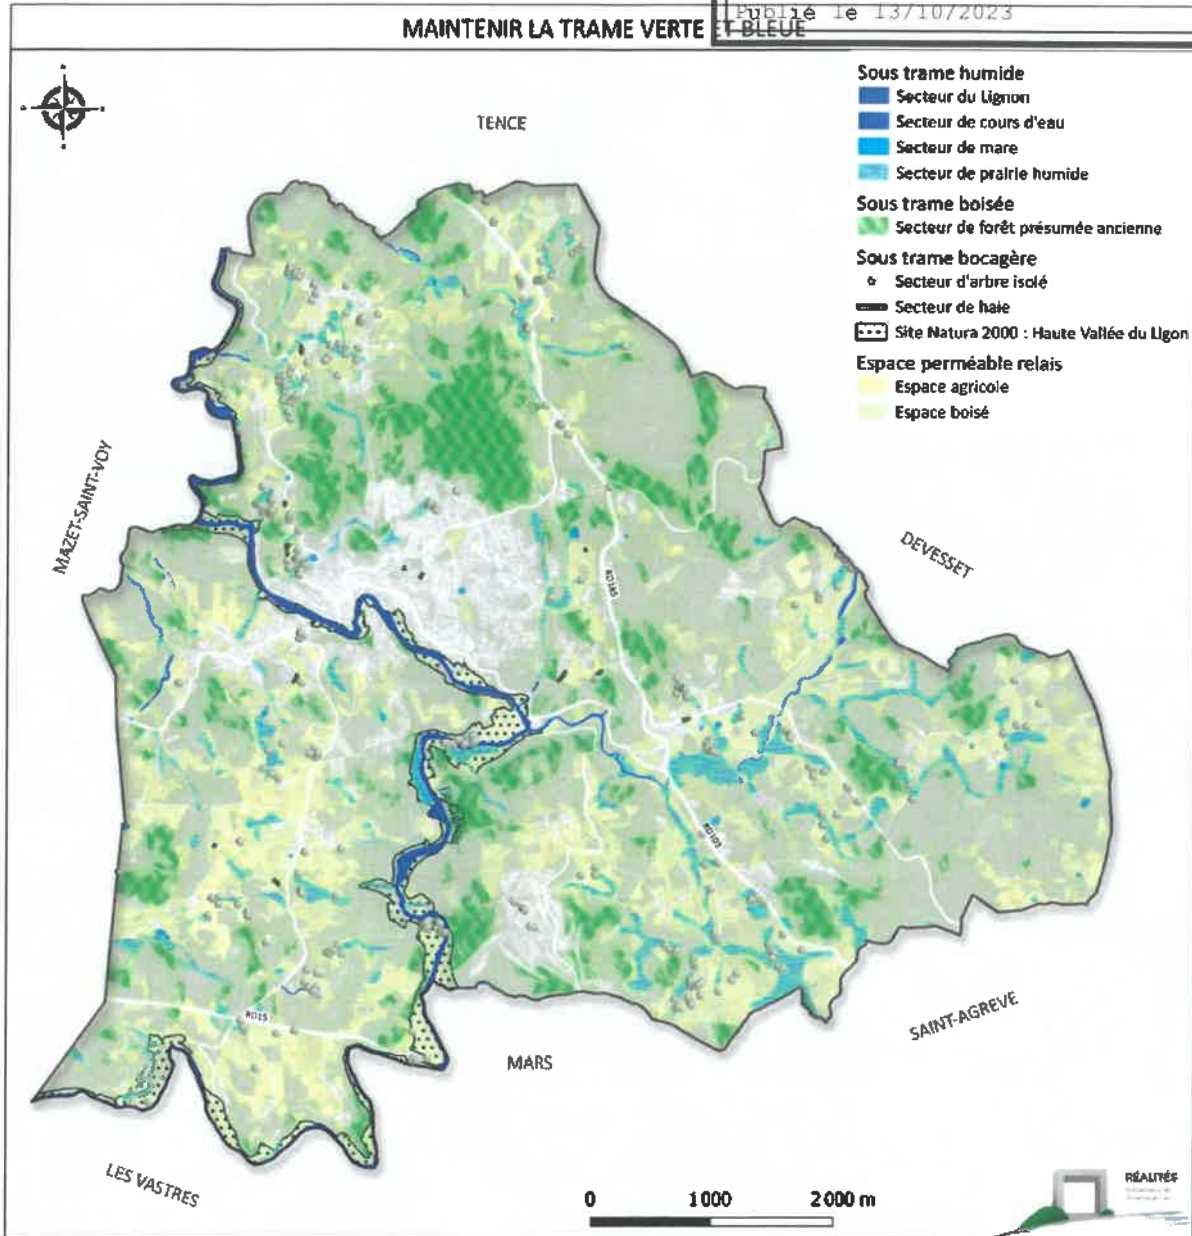 Publié le 13/10/2023
MAINTENIR LA TRAME VERTE ET BLEUE
Sous trame humide
Secteur du Lignon
Secteur de cours d'eau
Secteur de mare
Secteur de prairie humide
Sous trame boisée
Secteur de forêt présumée ancienne
Sous trame bocagère
Secteur d'arbre isolé
Secteur de haie
Site Natura 2000 : Haute Vallée du Ligon
Espace perméable relais
Espace agricole
Espace boisé
TENCE
MAZET-SAINT-VOY
DEVESSET
RD185
RD103
RD15
SAINT-AGREVE
MARS
LES VASTRES
0 1000 2000 m
RÉALITÉS